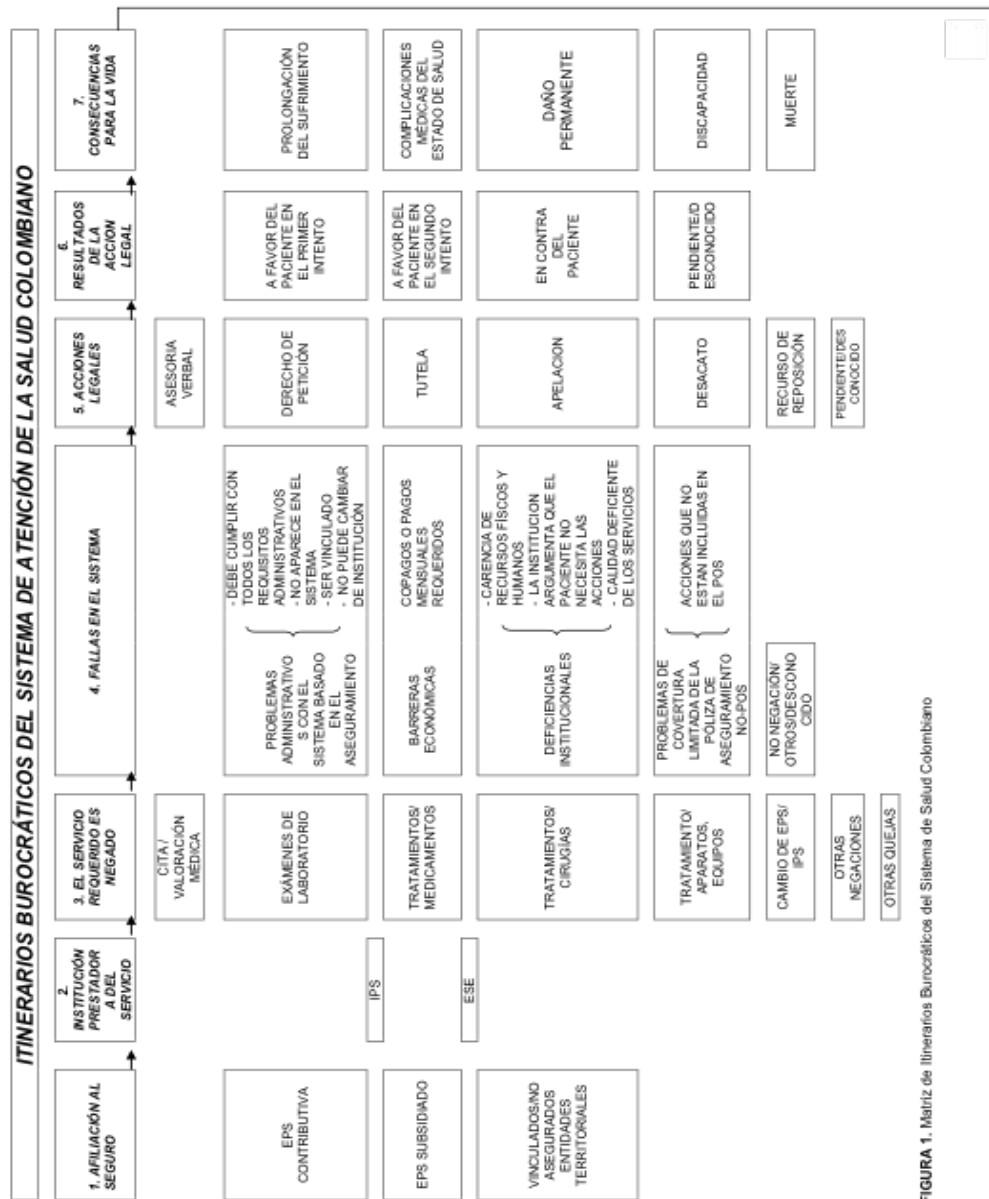 ITINERARIOS BUROCRÁTICOS DEL SISTEMA DE ATENCIÓN DE LA SALUD COLOMBIANO
1. AFILIACIÓN AL
SEGURO
2.
INSTITUCIÓN
PRESTADOR
A DEL
SERVICIO
3. EL SERVICIO
REQUERIDO ES
NEGADO
4. FALLAS EN EL SISTEMA
5. ACCIONES
LEGALES
6.
RESULTADOS
DE LA
ACCION
LEGAL
7.
CONSECUENCIAS
PARA LA VIDA
CITA /
VALORACIÓN
MEDICA
ASESORIA
VERBAL
EPS
CONTRIBUTIVA
EXÁMENES DE
LABORATORIO
PROBLEMAS
ADMINISTRATIVO
S CON EL
SISTEMA BASADO
EN EL
ASEGURAMIENTO
- DEBE CUMPLIR CON
TODOS LOS
REQUISITOS
ADMINISTRATIVOS
- NO APARECE EN EL
SISTEMA
- SER VINCULADO
- NO PUEDE CAMBIAR
DE INSTITUCIÓN
DERECHO DE
PETICIÓN
A FAVOR DEL
PACIENTE EN
EL PRIMER
INTENTO
PROLONGACIÓN
DEL SUFRIMIENTO
IPS
EPS SUBSIDIADO
TRATAMIENTOS/
MEDICAMENTOS
BARRERAS
ECONÓMICAS
COPAGOS O PAGOS
MENSUALES
REQUERIDOS
TUTELA
A FAVOR DEL
PACIENTE EN
EL SEGUNDO
INTENTO
COMPLICACIONES
MÉDICAS DEL
ESTADO DE SALUD
ESE
VINCULADOS/NO
ASEGURADOS
ENTIDADES
TERRITORIALES
TRATAMIENTOS/
CIRUGÍAS
DEFICIENCIAS
INSTITUCIONALES
- CARENCIA DE
RECURSOS FÍSCOS Y
HUMANOS
- LA INSTITUCION
ARGUMENTA QUE EL
PACIENTE NO
NECESITA LAS
ACCIONES
- CALIDAD DEFICIENTE
DE LOS SERVICIOS
APELACION
EN CONTRA
DEL
PACIENTE
DAÑO
PERMANENTE
TRATAMIENTO/
APARATOS,
EQUIPOS
PROBLEMAS DE
COVERTURA
LIMITADA DE LA
PÓLIZA DE
ASEGURAMIENTO
NO-POS
ACCIONES QUE NO
ESTAN INCLUIDAS EN
EL POS
DESACATO
PENDIENTE/D
ESCONOCIDO
DISCAPACIDAD
CAMBIO DE EPS/
IPS
NO NEGACIÓN/
OTROS/DESCONO
CIDO
RECURSO DE
REPOSICIÓN
MUERTE
OTRAS
NEGACIONES
PENDIENTE/DES
CONOCIDO
OTRAS QUEJAS
FIGURA 1. Matriz de Itinerarios Burocráticos del Sistema de Salud Colombiano